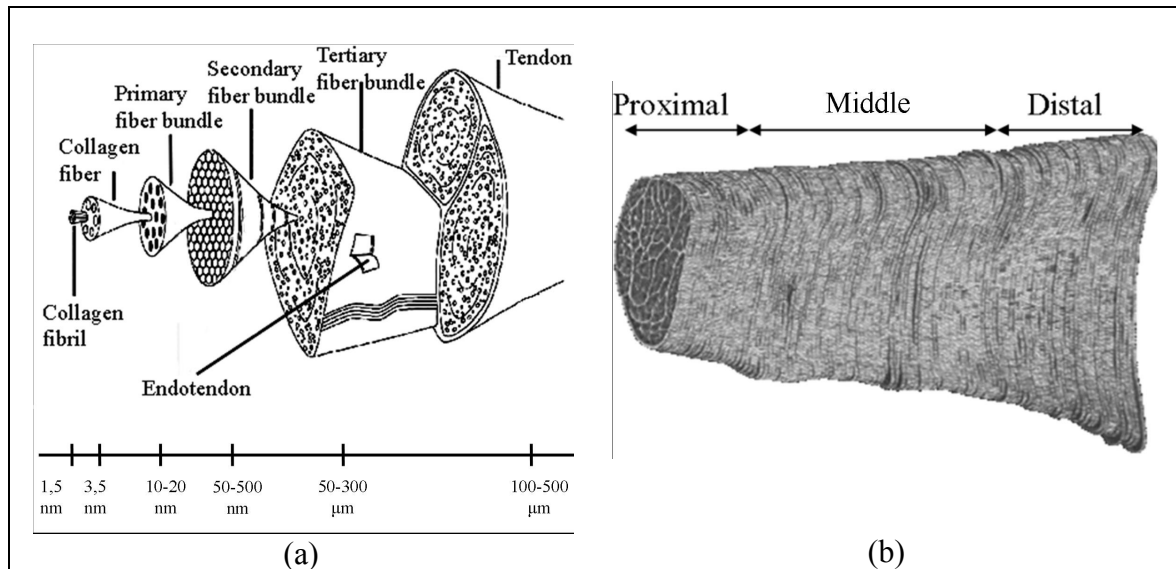 Tendon
Tertiary
fiber bundle
Secondary
fiber bundle
Primary
fiber bundle
Collagen
fiber
Collagen
fibril
Endotendon
1,5
nm
3,5
nm
10-20
nm
50-500
nm
50-300
μm
100-500
μm
(a)
Proximal
Middle
Distal
(b)